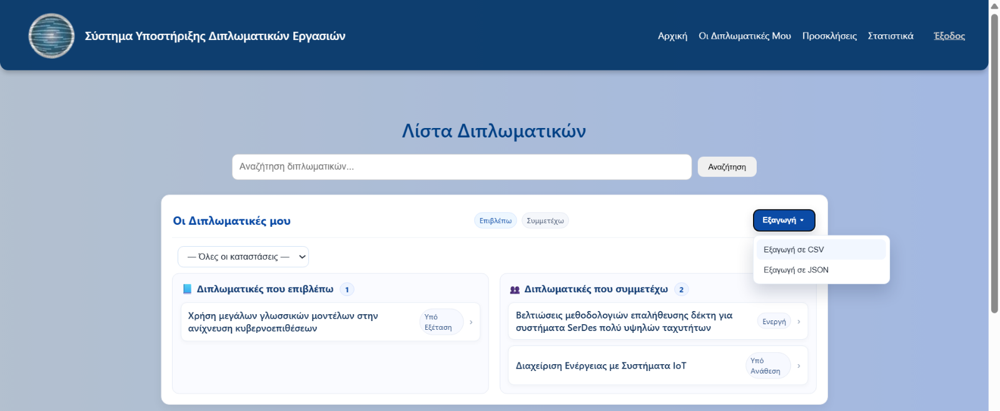 Σύστημα Υποστήριξης Διπλωματικών Εργασιών
Αρχική
Οι Διπλωματικές Μου
Προσκλήσεις
Στατιστικά
Έξοδος
Λίστα Διπλωματικών
Αναζήτηση διπλωματικών...
Αναζήτηση
Οι Διπλωματικές μου
Επιβλέπω
Συμμετέχω
Εξαγωγή
Εξαγωγή σε CSV
Εξαγωγή σε JSON
— Όλες οι καταστάσεις —
Διπλωματικές που επιβλέπω 1
Χρήση μεγάλων γλωσσικών μοντέλων στην
ανίχνευση κυβερνοεπιθέσεων
Υπό
Εξέταση
Διπλωματικές που συμμετέχω 2
Βελτιώσεις μεθοδολογιών επαλήθευσης δέκτη για
συστήματα SerDes πολύ υψηλών ταχυτήτων
Ενεργή
Διαχείριση Ενέργειας με Συστήματα IoT
Υπό
Ανάθεση